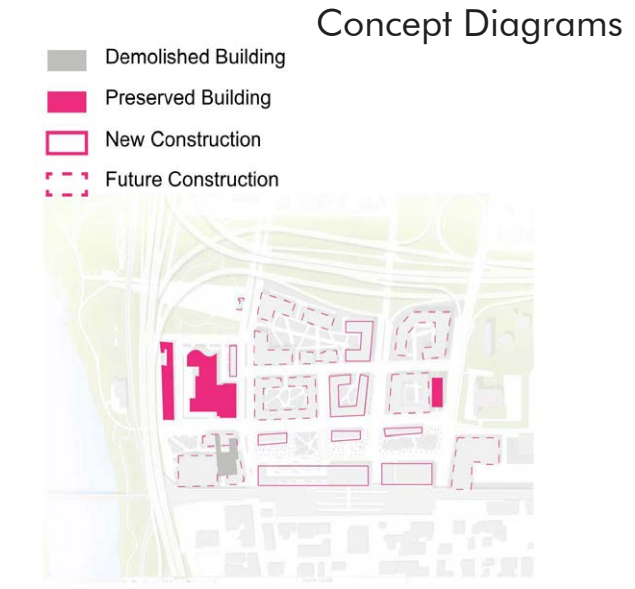 Concept Diagrams
Demolished Building
Preserved Building
New Construction
Future Construction